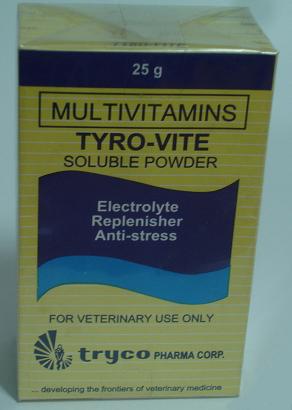 TYRO-VITE
25 g
MULTIVITAMINS
TYRO-VITE
SOLUBLE POWDER
Electrolyte
Replenisher
Anti-stress
FOR VETERINARY USE ONLY
tryco PHARMA CORP.
... developing the frontiers of veterinary medicine